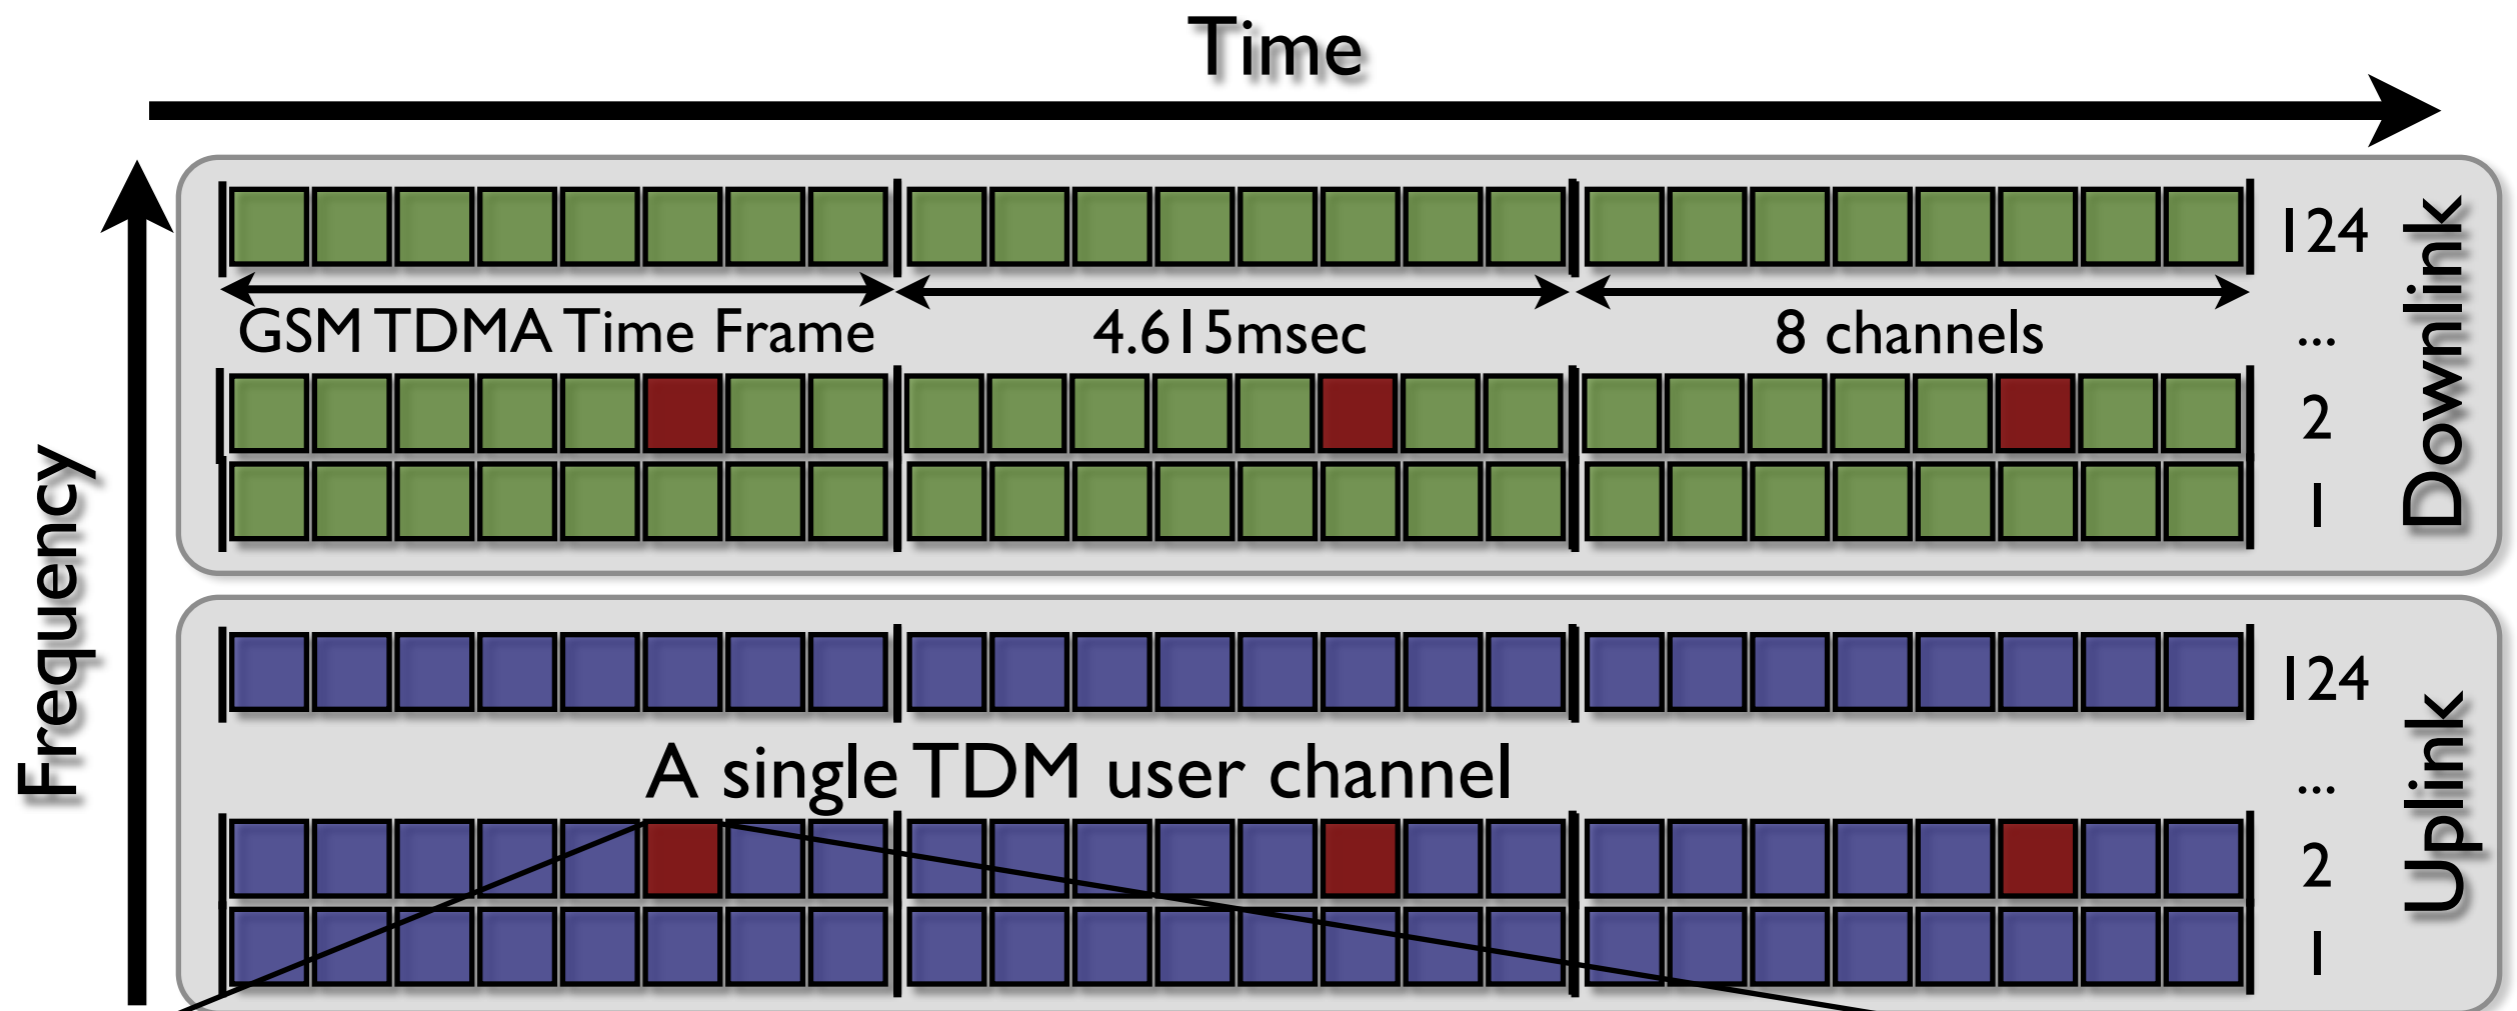 Time
Frequency
124
GSM TDMA Time Frame 4.615msec 8 channels ...
2
1
Downlink
124
A single TDM user channel ...
2
1
Uplink